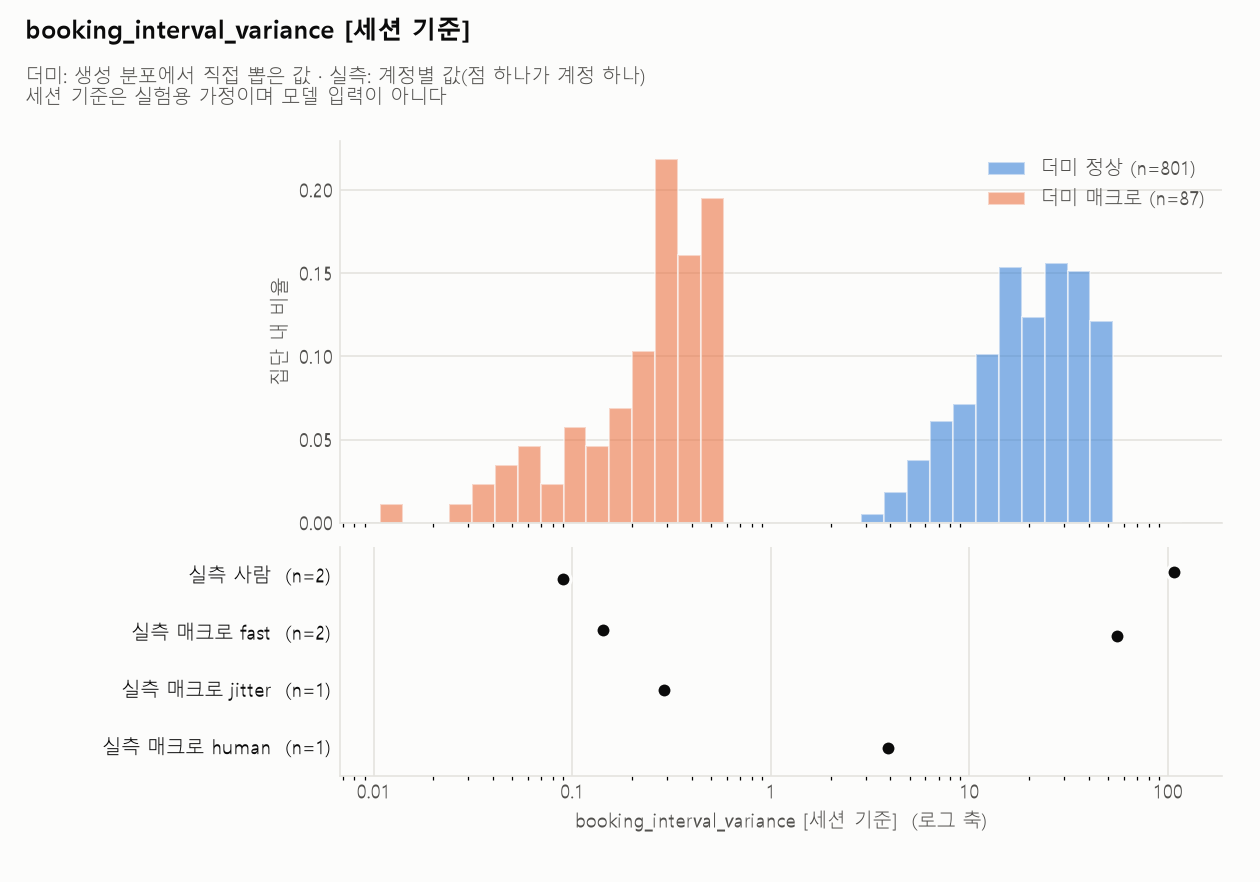 booking_interval_variance [세션 기준]
더미: 생성 분포에서 직접 뽑은 값 · 실측: 계정별 값(점 하나가 계정 하나)
세션 기준은 실험용 가정이며 모델 입력이 아니다
더미 정상 (n=801)
더미 매크로 (n=87)
집단 내 비율
0.20
0.15
0.10
0.05
0.00
실측 사람 (n=2)
실측 매크로 fast (n=2)
실측 매크로 jitter (n=1)
실측 매크로 human (n=1)
0.01 0.1 1 10 100
booking_interval_variance [세션 기준] (로그 축)